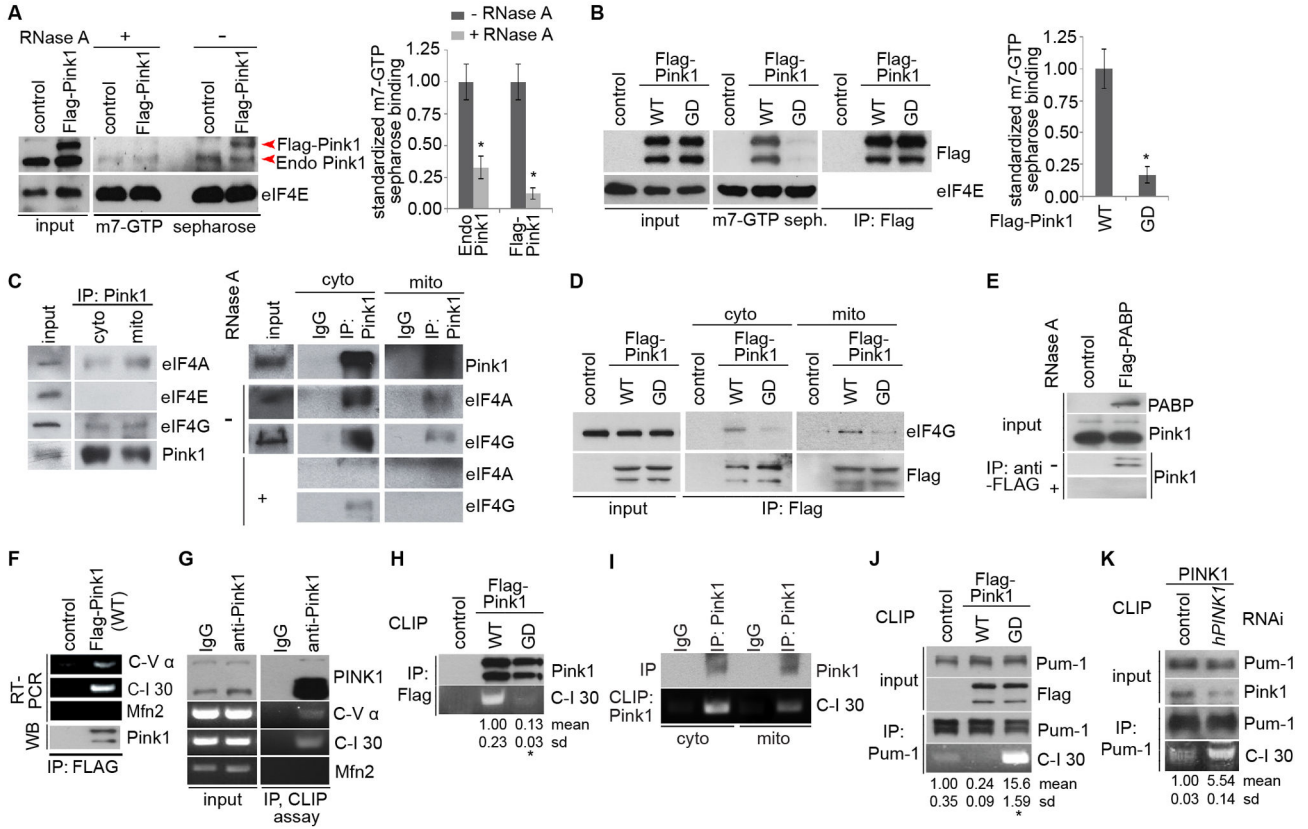 A
RNase A
+
-
control
Flag-Pink1
control
Flag-Pink1
control
Flag-Pink1
Flag-Pink1
Endo Pink1
eIF4E
input
m7-GTP sepharose
- RNase A
+ RNase A
standardized m7-GTP
sepharose binding
1.25
1.00
0.75
0.50
0.25
0.00
*
*
Endo
Pink1
Flag-
Pink1
B
control
Flag-
Pink1
WT
GD
control
Flag-
Pink1
WT
GD
control
Flag-
Pink1
WT
GD
Flag
eIF4E
input
m7-GTP seph.
IP: Flag
standardized m7-GTP
sepharose binding
1.25
1.00
0.75
0.50
0.25
0.00
*
Flag-Pink1
WT
GD
C
input
IP: Pink1
cyto
mito
eIF4A
eIF4E
eIF4G
Pink1
RNase A
input
cyto
mito
IgG
IP:
Pink1
IgG
IP:
Pink1
Pink1
-
eIF4A
eIF4G
+
eIF4A
eIF4G
D
cyto
mito
control
Flag-
Pink1
WT
GD
control
Flag-
Pink1
WT
GD
control
Flag-
Pink1
WT
GD
eIF4G
Flag
input
IP: Flag
E
RNase A
control
Flag-PABP
input
PABP
Pink1
IP: anti
-FLAG
-
+
Pink1
F
control
Flag-Pink1
(WT)
RT-
PCR
C-V α
C-I 30
Mfn2
WB
Pink1
IP: FLAG
G
IgG
anti-Pink1
IgG
anti-Pink1
PINK1
C-V α
C-I 30
Mfn2
input
IP, CLIP
assay
H
CLIP
control
Flag-
Pink1
WT
GD
IP:
Flag
Pink1
C-I 30
1.00 0.13 mean
0.23 0.03 sd
*
I
IgG
IP: Pink1
IgG
IP: Pink1
IP
Pink1
CLIP:
Pink1
C-I 30
cyto
mito
J
CLIP
control
Flag-
Pink1
WT
GD
input
Pum-1
Flag
IP:
Pum-1
Pum-1
C-I 30
1.00 0.24 15.6 mean
0.35 0.09 1.59 sd
*
K
PINK1
CLIP
control
hPINK1
RNAi
input
Pum-1
Pink1
IP:
Pum-1
Pum-1
C-I 30
1.00 5.54 mean
0.03 0.14 sd